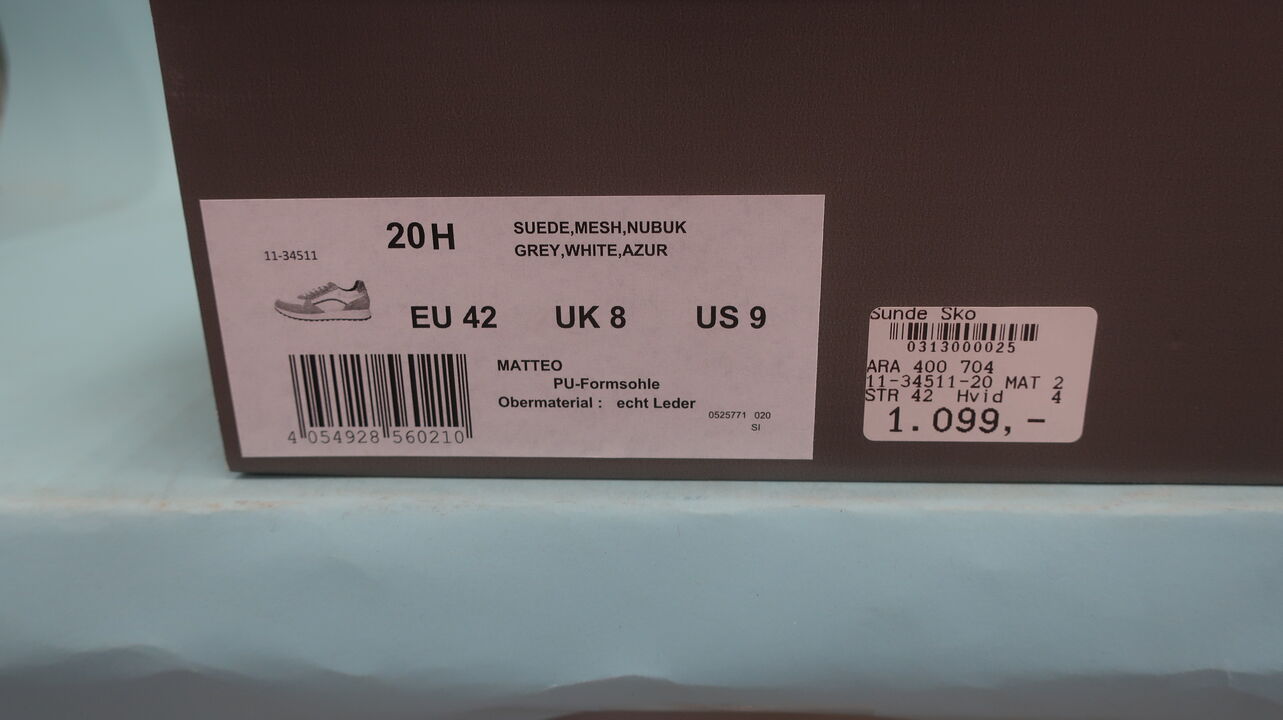 20 H
SUEDE,MESH,NUBUK
GREY,WHITE,AZUR
11-34511
EU 42 UK 8 US 9
MATTEO
PU-Formsohle
Obermaterial : echt Leder
0525771 020
SI
4 054928 560210
Sunde Sko
0313000025
ARA 400 704
11-34511-20 MAT 2
STR 42 Hvid 4
1.099,-